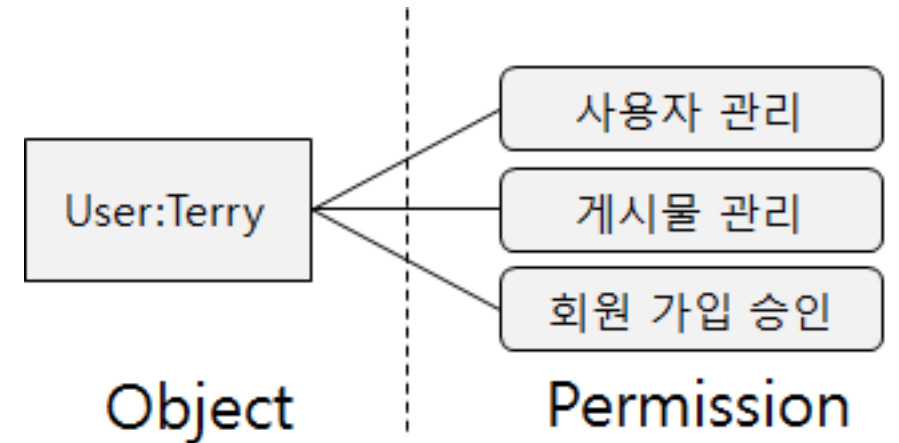 User:Terry
사용자 관리
게시물 관리
회원 가입 승인
Object
Permission